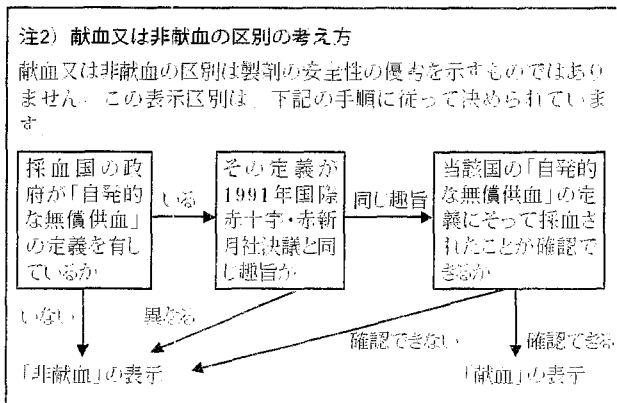 注2）献血又は非献血の区別の考え方
献血又は非献血の区別は製剤の安全性の優劣を示すものではあり
ません。この表示区別は、下記の手順に従って決められていま
す。
採血国の政
府が「自発的
な無償供血」
の定義を有し
ているか
いる
その定義が
1991年国際
赤十字・赤新
月社決議と同
じ趣旨か
同じ趣旨
当該国の「自発的
な無償供血」の定
義にそって採血さ
れたことが確認で
きるか
いない
異なる
確認できない
確認できる
「非献血」の表示
「献血」の表示